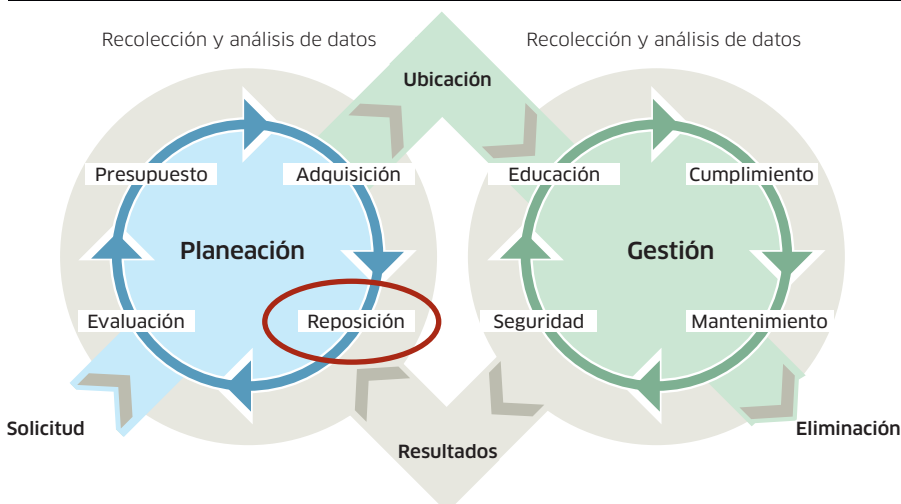 Recolección y análisis de datos
Recolección y análisis de datos
Ubicación
Presupuesto
Adquisición
Educación
Cumplimiento
Planeación
Gestión
Evaluación
Reposición
Seguridad
Mantenimiento
Solicitud
Resultados
Eliminación